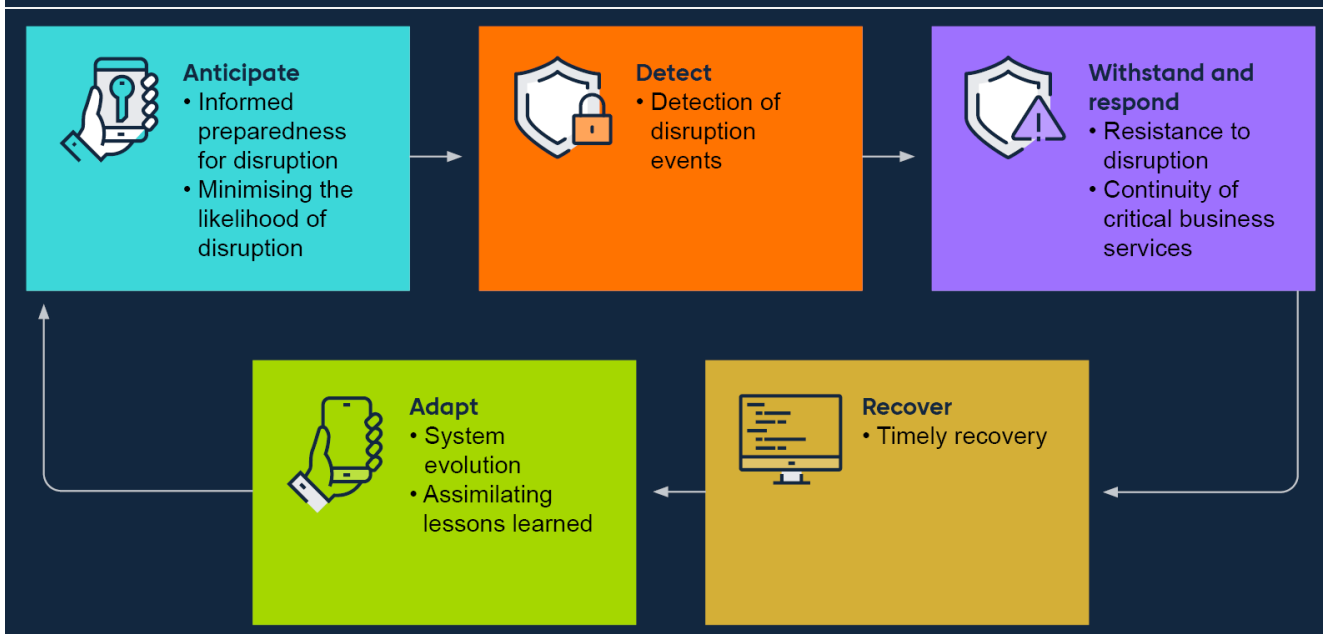 Anticipate
• Informed
preparedness
for disruption
• Minimising the
likelihood of
disruption
Detect
• Detection of
disruption
events
Withstand and
respond
• Resistance to
disruption
• Continuity of
critical business
services
Adapt
• System
evolution
• Assimilating
lessons learned
Recover
• Timely recovery